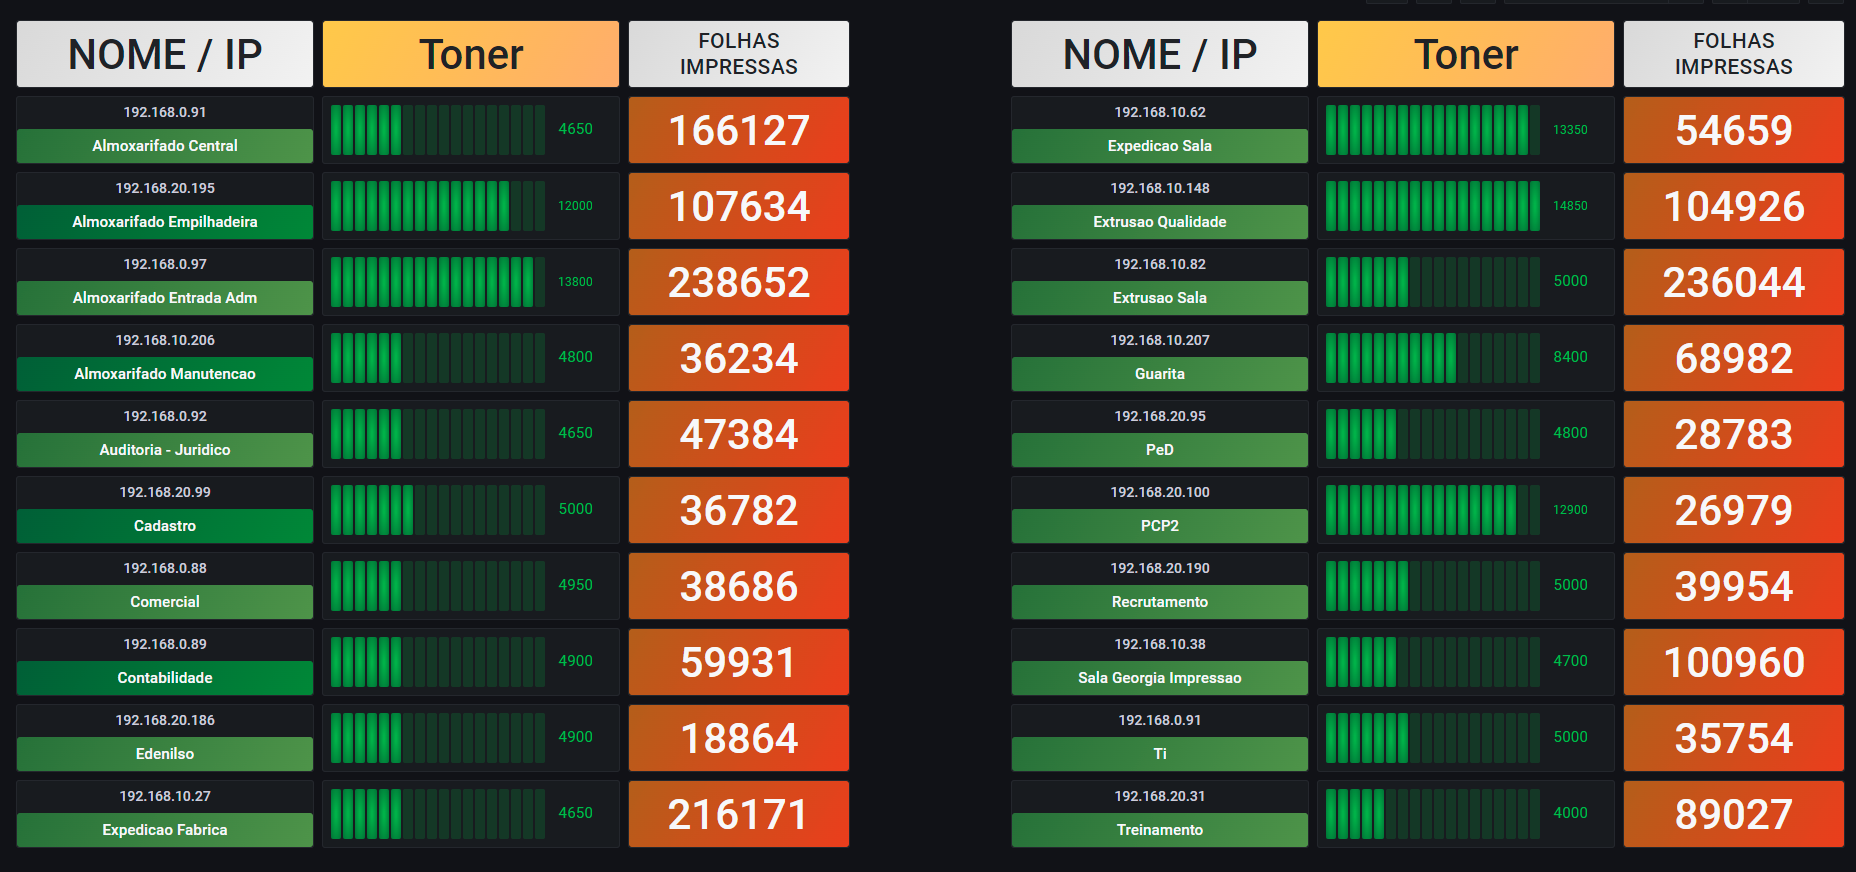 NOME / IP
Toner
FOLHAS
IMPRESSAS
192.168.0.91
Almoxarifado Central
4650
166127
192.168.20.195
Almoxarifado Empilhadeira
12000
107634
192.168.0.97
Almoxarifado Entrada Adm
13800
238652
192.168.10.206
Almoxarifado Manutencao
4800
36234
192.168.0.92
Auditoria - Juridico
4650
47384
192.168.20.99
Cadastro
5000
36782
192.168.0.88
Comercial
4950
38686
192.168.0.89
Contabilidade
4900
59931
192.168.20.186
Edenilso
4900
18864
192.168.10.27
Expedicao Fabrica
4650
216171
NOME / IP
Toner
FOLHAS
IMPRESSAS
192.168.10.62
Expedicao Sala
13350
54659
192.168.10.148
Extrusao Qualidade
14850
104926
192.168.10.82
Extrusao Sala
5000
236044
192.168.10.207
Guarita
8400
68982
192.168.20.95
PeD
4800
28783
192.168.20.100
PCP2
12900
26979
192.168.20.190
Recrutamento
5000
39954
192.168.10.38
Sala Georgia Impressao
4700
100960
192.168.0.91
Ti
5000
35754
192.168.20.31
Treinamento
4000
89027